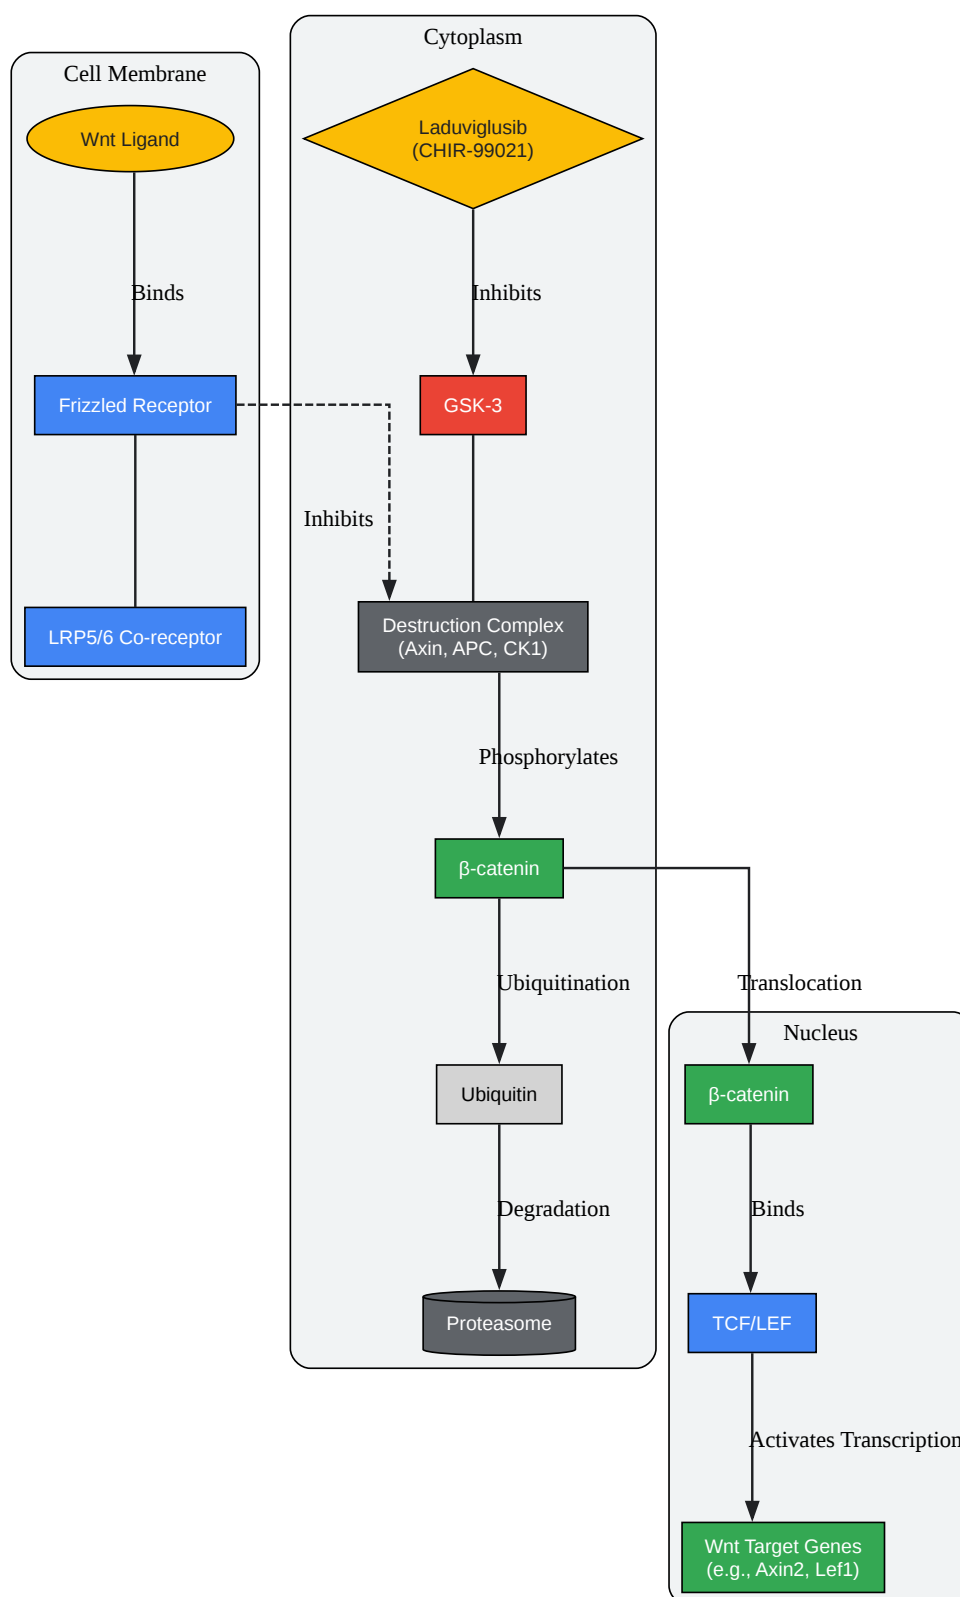 Cytoplasm
Cell Membrane
Wnt Ligand
Laduviglusib
(CHIR-99021)
Binds
Inhibits
Frizzled Receptor
GSK-3
Inhibits
LRP5/6 Co-receptor
Destruction Complex
(Axin, APC, CK1)
Phosphorylates
β-catenin
Ubiquitination
Translocation
Nucleus
Ubiquitin
β-catenin
Degradation
Binds
Proteasome
TCF/LEF
Activates Transcription
Wnt Target Genes
(e.g., Axin2, Lef1)